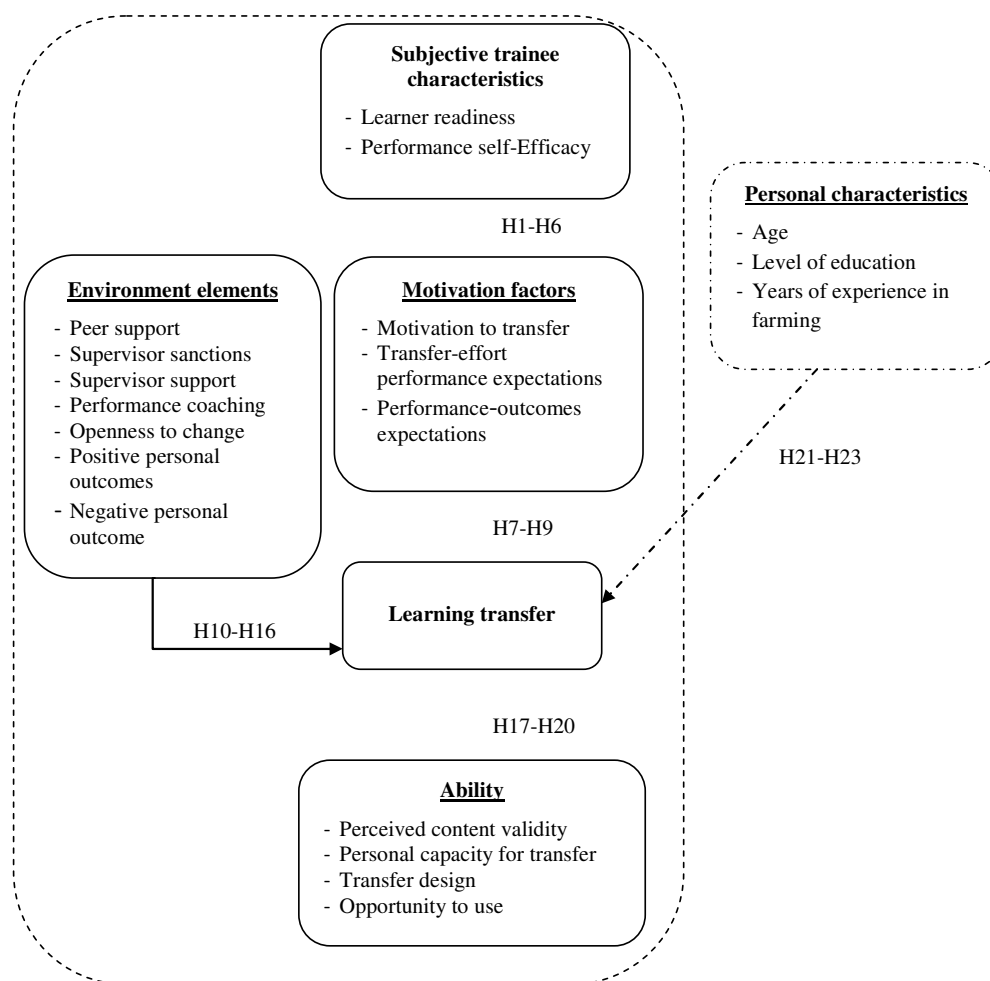 Subjective trainee
characteristics
- Learner readiness
- Performance self-Efficacy
H1-H6
Personal characteristics
- Age
- Level of education
- Years of experience in
farming
H21-H23
Environment elements
- Peer support
- Supervisor sanctions
- Supervisor support
- Performance coaching
- Openness to change
- Positive personal
outcomes
- Negative personal
outcome
H10-H16
Motivation factors
- Motivation to transfer
- Transfer-effort
performance expectations
- Performance-outcomes
expectations
H7-H9
Learning transfer
H17-H20
Ability
- Perceived content validity
- Personal capacity for transfer
- Transfer design
- Opportunity to use